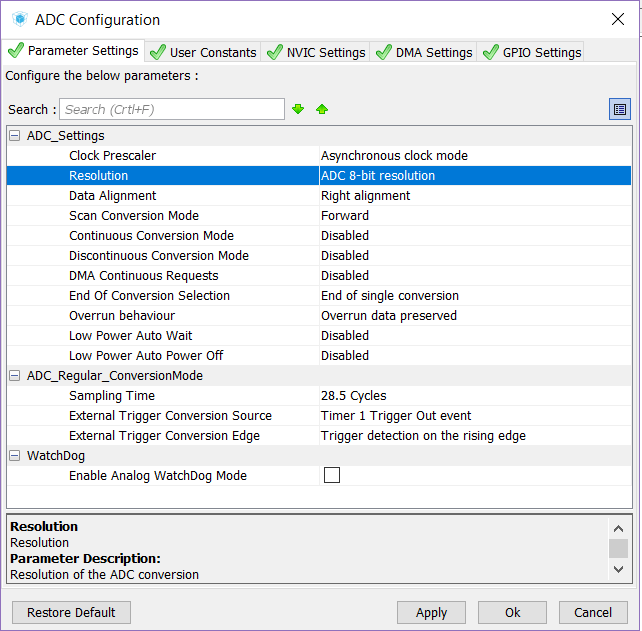 ADC Configuration
Parameter Settings User Constants NVIC Settings DMA Settings GPIO Settings
Configure the below parameters :
Search : Search (Crtl+F)
ADC_Settings
Clock Prescaler Asynchronous clock mode
Resolution ADC 8-bit resolution
Data Alignment Right alignment
Scan Conversion Mode Forward
Continuous Conversion Mode Disabled
Discontinuous Conversion Mode Disabled
DMA Continuous Requests Disabled
End Of Conversion Selection End of single conversion
Overrun behaviour Overrun data preserved
Low Power Auto Wait Disabled
Low Power Auto Power Off Disabled
ADC_Regular_ConversionMode
Sampling Time 28.5 Cycles
External Trigger Conversion Source Timer 1 Trigger Out event
External Trigger Conversion Edge Trigger detection on the rising edge
WatchDog
Enable Analog WatchDog Mode
Resolution
Resolution
Parameter Description:
Resolution of the ADC conversion
Restore Default Apply Ok Cancel